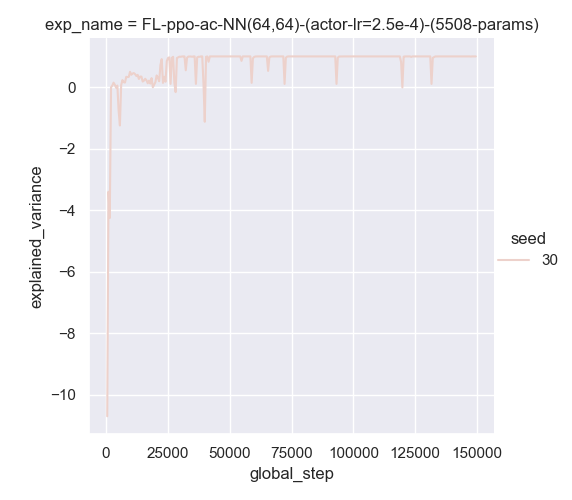 exp_name = FL-ppo-ac-NN(64,64)-(actor-lr=2.5e-4)-(5508-params)
0
−2
−4
−6
−8
−10
explained_variance
0 25000 50000 75000 100000 125000 150000
global_step
seed
30